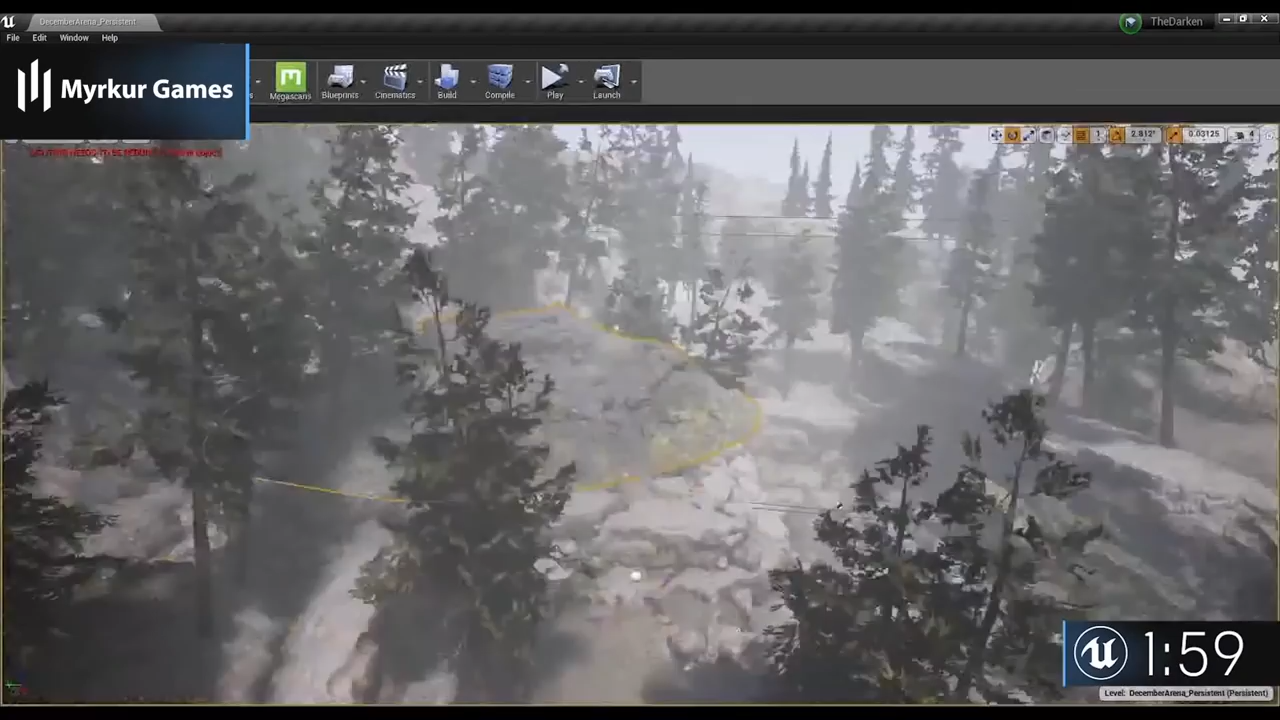 DecemberArena_Persistent
TheDarken
File Edit Window Help
Myrkur Games
Megascans
Blueprints
Cinematics
Build
Compile
Play
Launch
2.812°
0.03125
4
1:59
Level: DecemberArena_Persistent (Persistent)